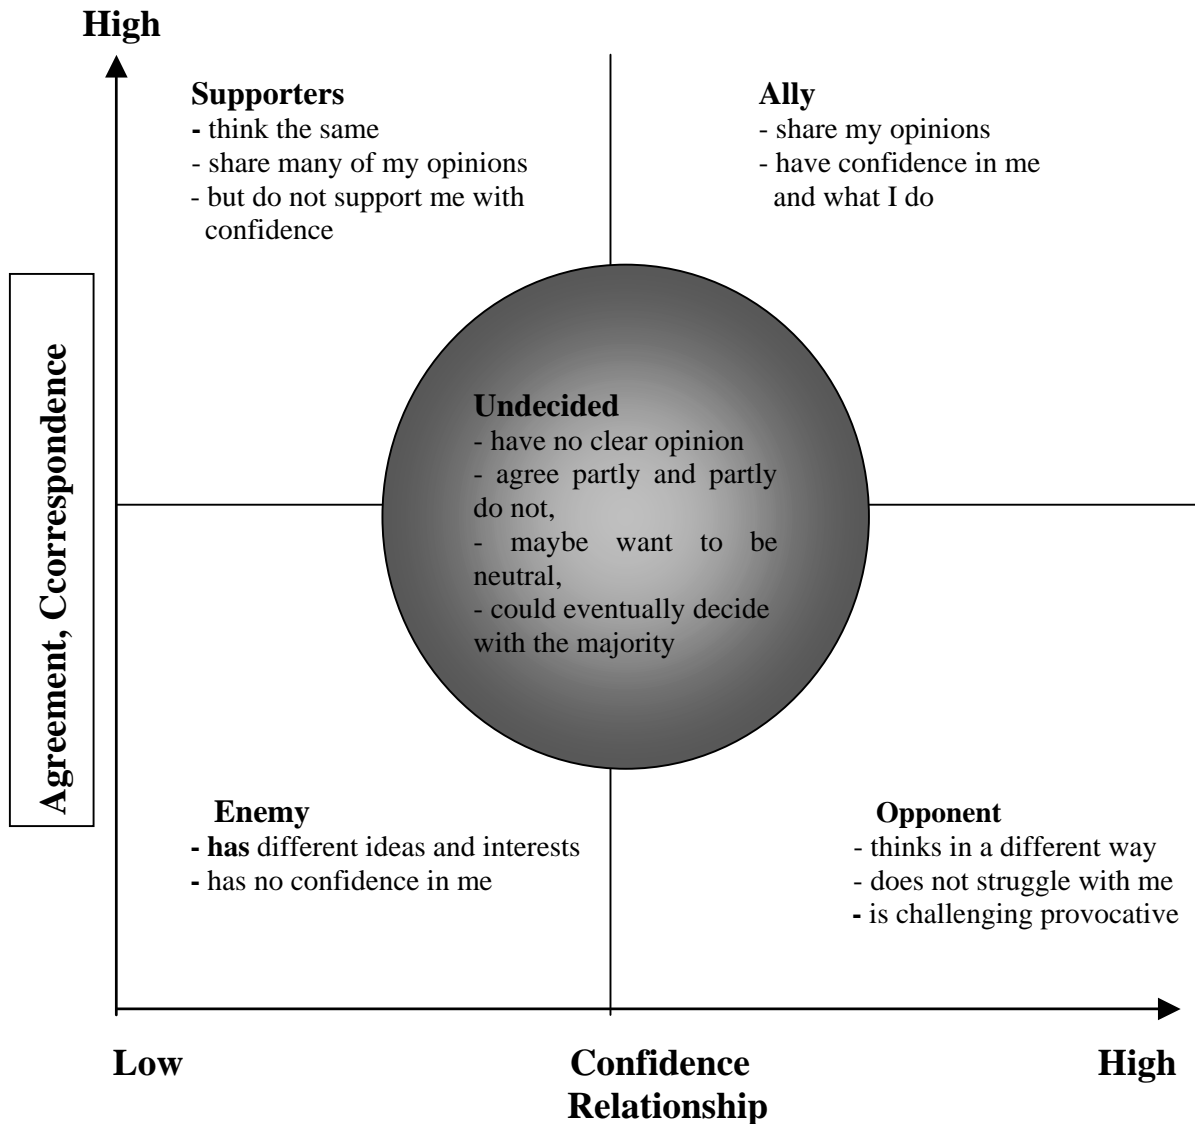 High
Supporters
- think the same
- share many of my opinions
- but do not support me with
confidence
Ally
- share my opinions
- have confidence in me
and what I do
Agreement, Ccorrespondence
Undecided
- have no clear opinion
- agree partly and partly
do not,
- maybe want to be
neutral,
- could eventually decide
with the majority
Enemy
- has different ideas and interests
- has no confidence in me
Opponent
- thinks in a different way
- does not struggle with me
- is challenging provocative
Low
Confidence
Relationship
High